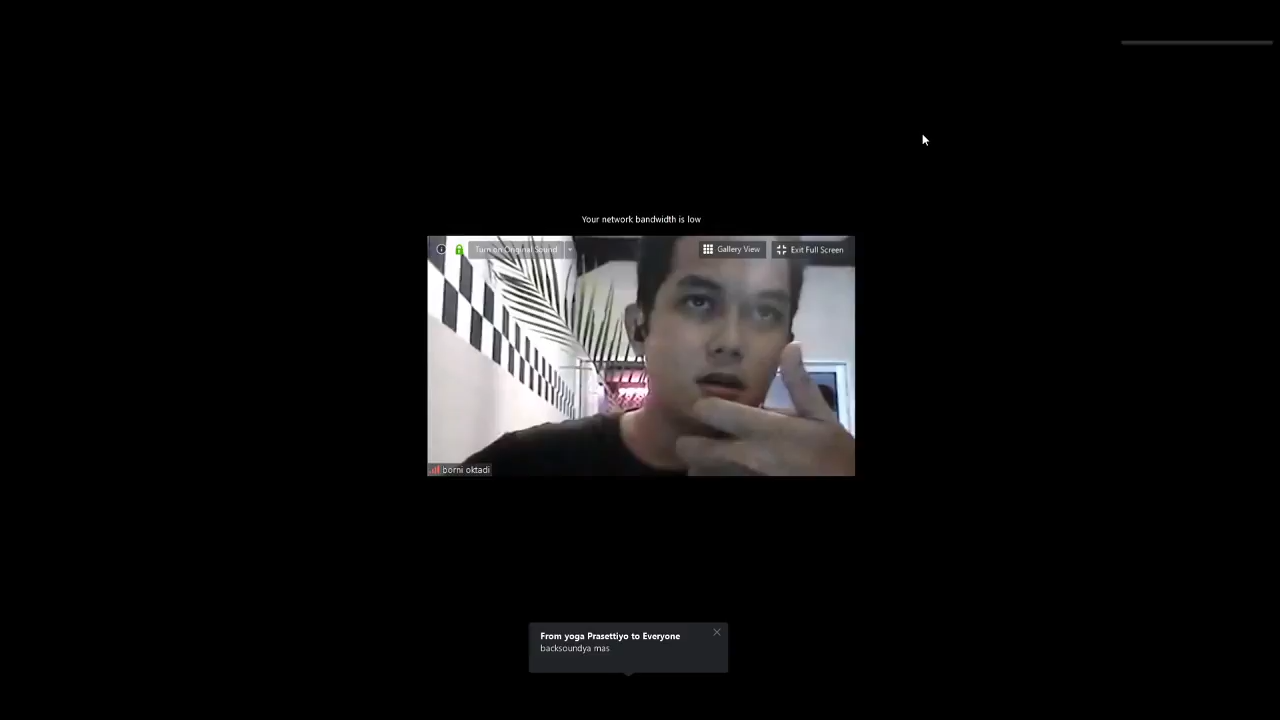 Your network bandwidth is low
Turn on Original Sound
Gallery View
Exit Full Screen
borni oktadi
From yoga Prasettiyo to Everyone
backsoundya mas